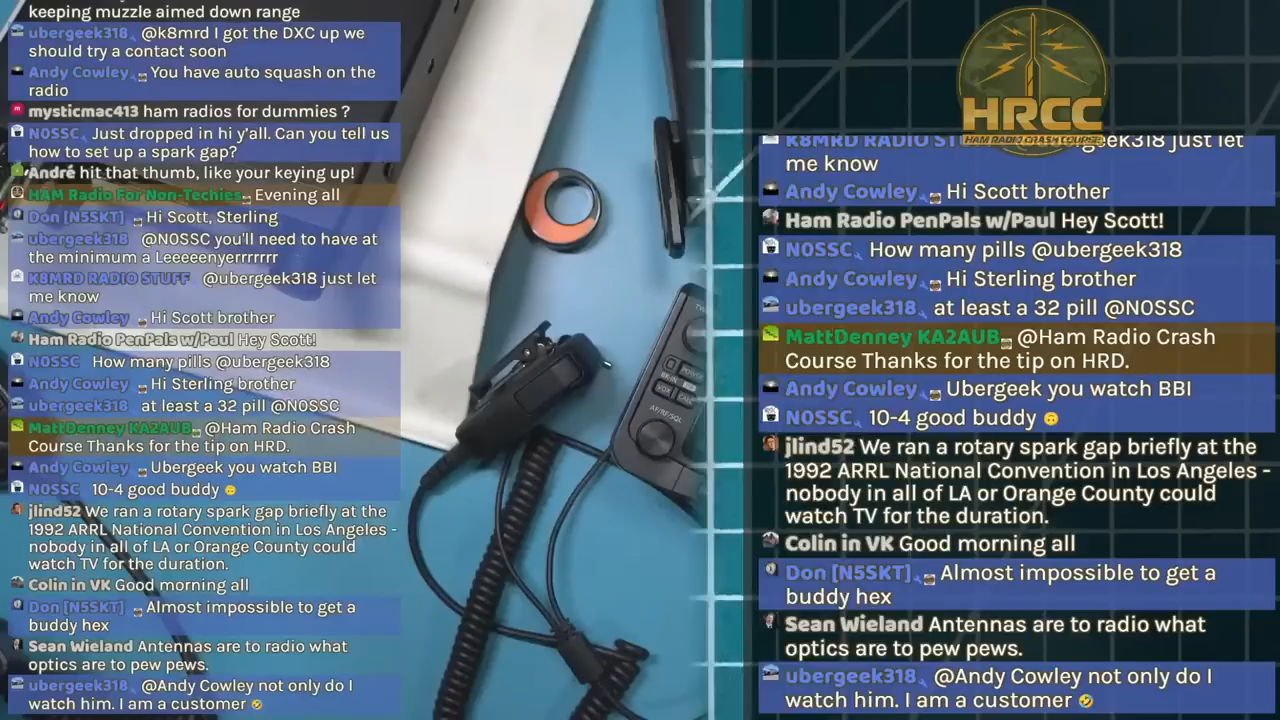 keeping muzzle aimed down range
ubergeek318 @k8mrd I got the DXC up we
should try a contact soon
Andy Cowley You have auto squash on the
radio
mysticmac413 ham radios for dummies ?
N0SSC Just dropped in hi y'all. Can you tell us
how to set up a spark gap?
André hit that thumb, like your keying up!
HAM Radio For Non-Techies Evening all
Don [N5SKT] Hi Scott, Sterling
ubergeek318 @N0SSC you'll need to have at
the minimum a Leeeeenyerrrrrrr
K8MRD RADIO STUFF @ubergeek318 just let
me know
Andy Cowley Hi Scott brother
Ham Radio PenPals w/Paul Hey Scott!
N0SSC How many pills @ubergeek318
Andy Cowley Hi Sterling brother
ubergeek318 at least a 32 pill @N0SSC
MattDenney KA2AUB @Ham Radio Crash
Course Thanks for the tip on HRD.
Andy Cowley Ubergeek you watch BBI
N0SSC 10-4 good buddy 🙃
jlind52 We ran a rotary spark gap briefly at the
1992 ARRL National Convention in Los Angeles -
nobody in all of LA or Orange County could
watch TV for the duration.
Colin in VK Good morning all
Don [N5SKT] Almost impossible to get a
buddy hex
Sean Wieland Antennas are to radio what
optics are to pew pews.
ubergeek318 @Andy Cowley not only do I
watch him. I am a customer 🤣
POWER
VOX CALL
AF/RF/SQL
HRCC
HAM RADIO CRASH COURSE
K8MRD RADIO ST geek318 just let
me know
Andy Cowley Hi Scott brother
Ham Radio PenPals w/Paul Hey Scott!
N0SSC How many pills @ubergeek318
Andy Cowley Hi Sterling brother
ubergeek318 at least a 32 pill @N0SSC
MattDenney KA2AUB @Ham Radio Crash
Course Thanks for the tip on HRD.
Andy Cowley Ubergeek you watch BBI
N0SSC 10-4 good buddy 🙃
jlind52 We ran a rotary spark gap briefly at the
1992 ARRL National Convention in Los Angeles -
nobody in all of LA or Orange County could
watch TV for the duration.
Colin in VK Good morning all
Don [N5SKT] Almost impossible to get a
buddy hex
Sean Wieland Antennas are to radio what
optics are to pew pews.
ubergeek318 @Andy Cowley not only do I
watch him. I am a customer 🤣